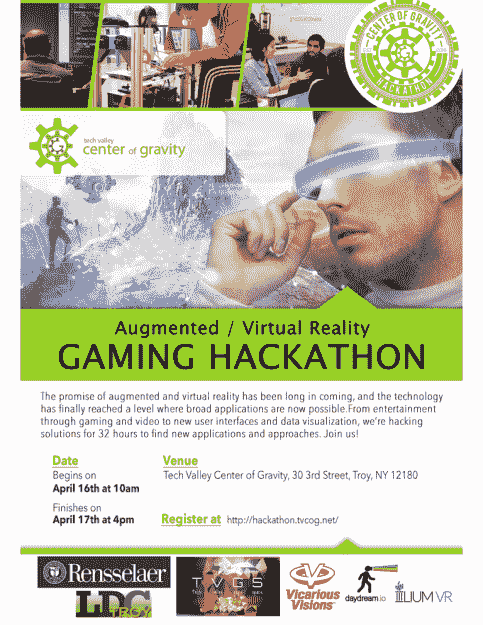 CENTER OF GRAVITY
HACKATHON
tech valley
center of gravity
Augmented / Virtual Reality
GAMING HACKATHON
The promise of augmented and virtual reality has been long in coming, and the technology
has finally reached a level where broad applications are now possible.From entertainment
through gaming and video to new user interfaces and data visualization, we're hacking
solutions for 32 hours to find new applications and approaches. Join us!
Date
Begins on
April 16th at 10am
Finishes on
April 17th at 4pm
Venue
Tech Valley Center of Gravity, 30 3rd Street, Troy, NY 12180
Register at http://hackathon.tvcog.net/
Rensselaer
LDC
TROY
TVGS
Vicarious
Visions
daydream.io
ILIUM VR